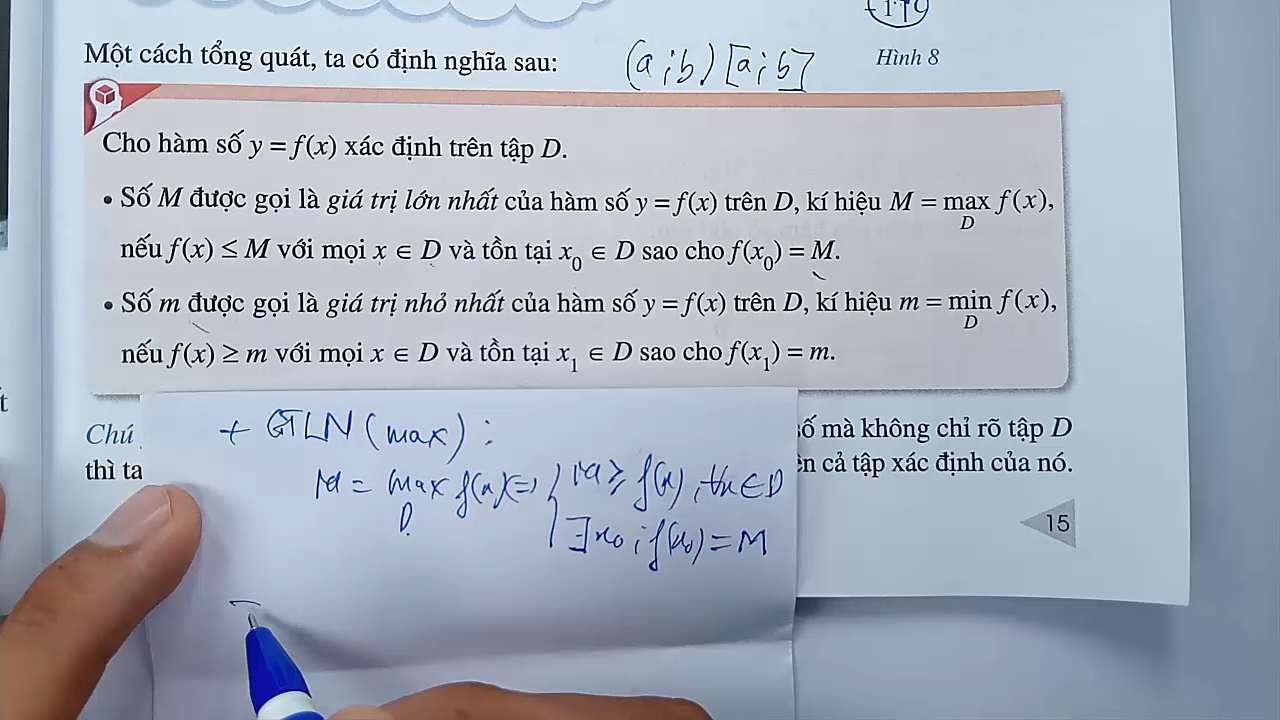 Một cách tổng quát, ta có định nghĩa sau: (a;b) [a;b]
Hình 8
Cho hàm số y = f(x) xác định trên tập D.
• Số M được gọi là giá trị lớn nhất của hàm số y = f(x) trên D, kí hiệu M = max f(x),
D
nếu f(x) ≤ M với mọi x ∈ D và tồn tại x₀ ∈ D sao cho f(x₀) = M.
• Số m được gọi là giá trị nhỏ nhất của hàm số y = f(x) trên D, kí hiệu m = min f(x),
D
nếu f(x) ≥ m với mọi x ∈ D và tồn tại x₁ ∈ D sao cho f(x₁) = m.
Chú số mà không chỉ rõ tập D
thì ta cả tập xác định của nó.
+ GTLN (max) :
M = max f(x) ⇔ { M ≥ f(x), ∀x ∈ D
D
∃x₀ ; f(x₀) = M
15